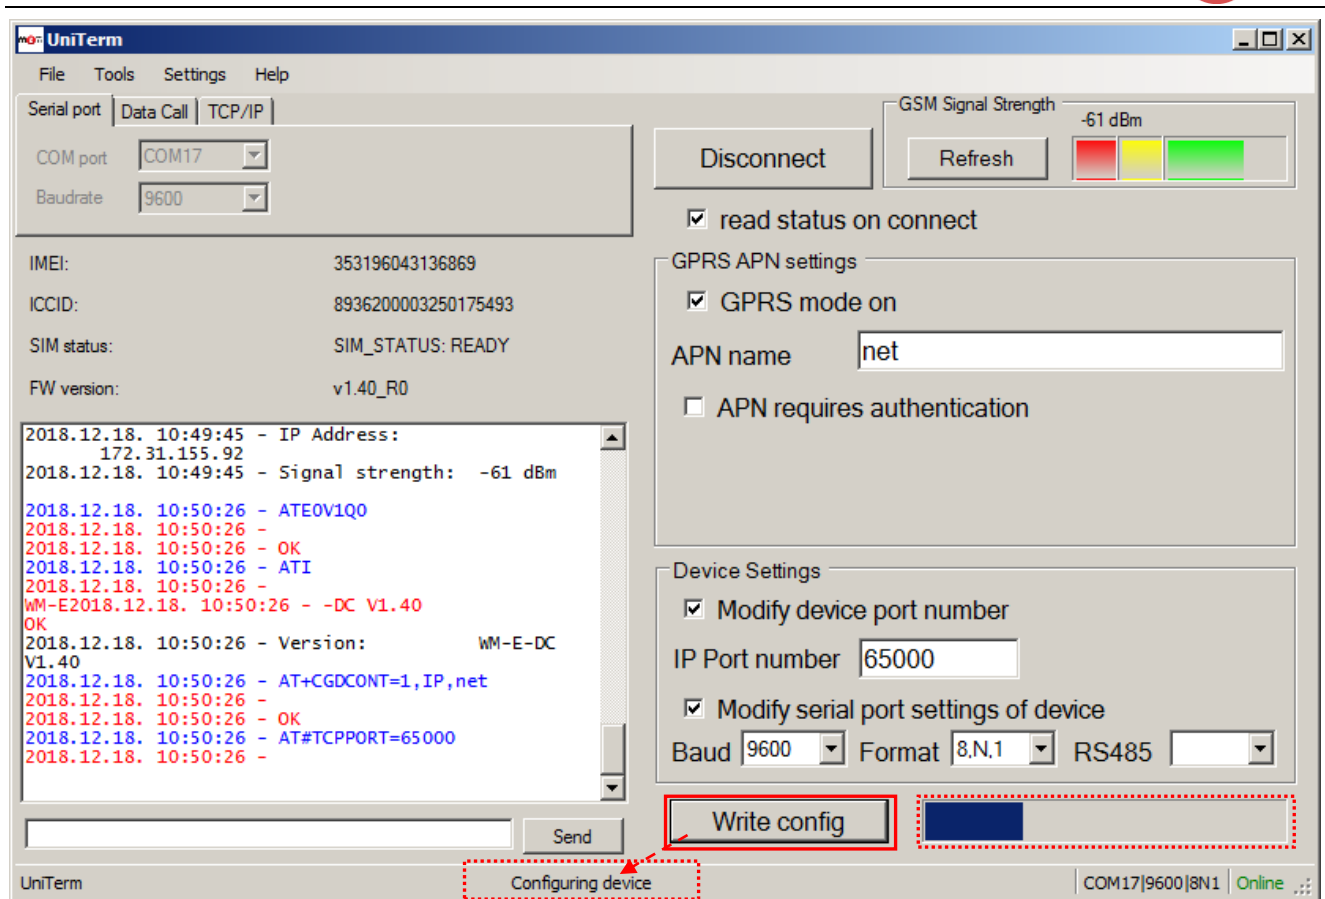 UniTerm
File Tools Settings Help
Serial port Data Call TCP/IP
COM port COM17
Baudrate 9600
Disconnect
GSM Signal Strength
-61 dBm
Refresh
read status on connect
IMEI: 353196043136869
ICCID: 8936200003250175493
SIM status: SIM_STATUS: READY
FW version: v1.40_R0
GPRS APN settings
GPRS mode on
APN name net
APN requires authentication
2018.12.18. 10:49:45 - IP Address:
172.31.155.92
2018.12.18. 10:49:45 - Signal strength: -61 dBm
2018.12.18. 10:50:26 - ATE0V1Q0
2018.12.18. 10:50:26 -
2018.12.18. 10:50:26 - OK
2018.12.18. 10:50:26 - ATI
2018.12.18. 10:50:26 -
WM-E2018.12.18. 10:50:26 - -DC V1.40
OK
2018.12.18. 10:50:26 - Version: WM-E-DC
V1.40
2018.12.18. 10:50:26 - AT+CGDCONT=1,IP,net
2018.12.18. 10:50:26 -
2018.12.18. 10:50:26 - OK
2018.12.18. 10:50:26 - AT#TCPPORT=65000
2018.12.18. 10:50:26 -
Device Settings
Modify device port number
IP Port number 65000
Modify serial port settings of device
Baud 9600 Format 8,N,1 RS485
Write config
Send
UniTerm Configuring device COM17|9600|8N1 Online